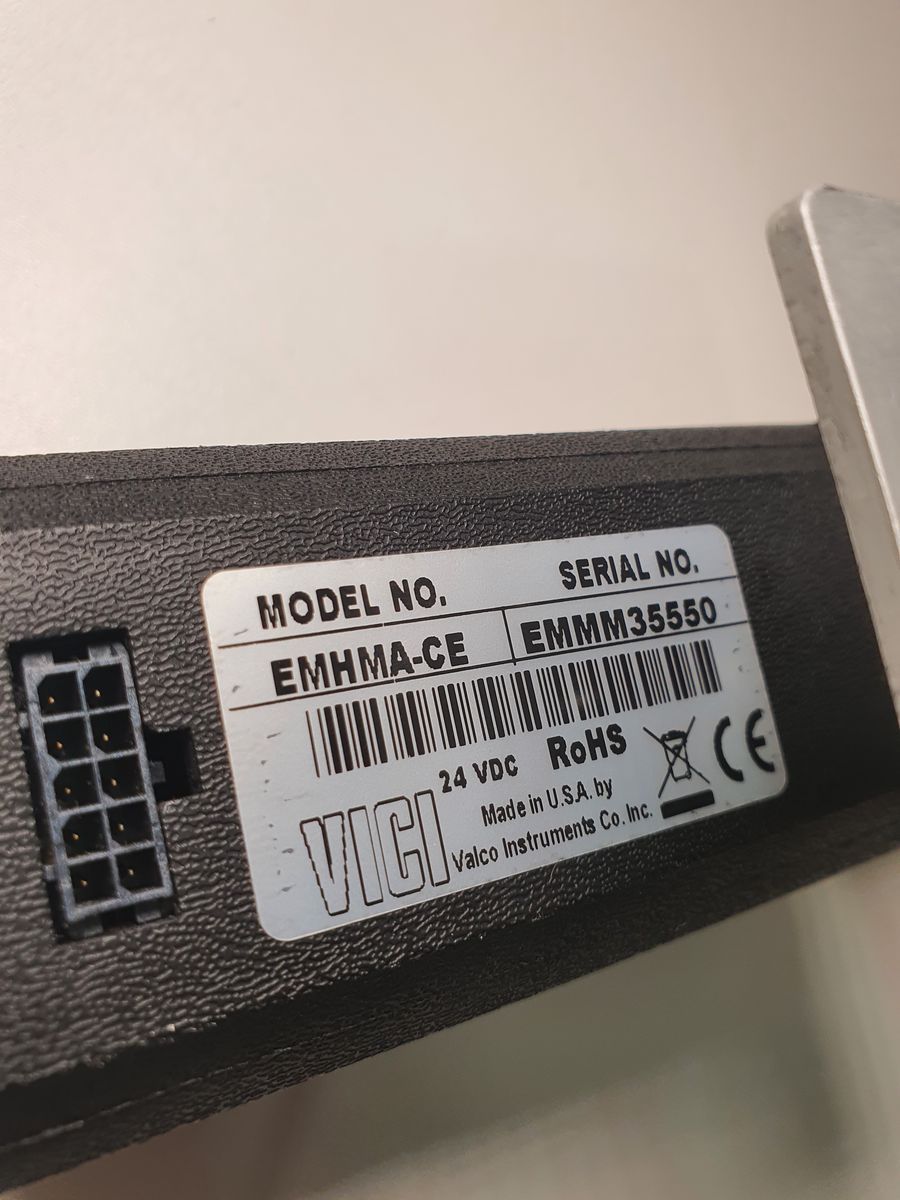 MODEL NO. SERIAL NO.
EMHMA-CE EMMM35550
24 VDC RoHS
VICI
Made in U.S.A. by
Valco Instruments Co. Inc.
CE